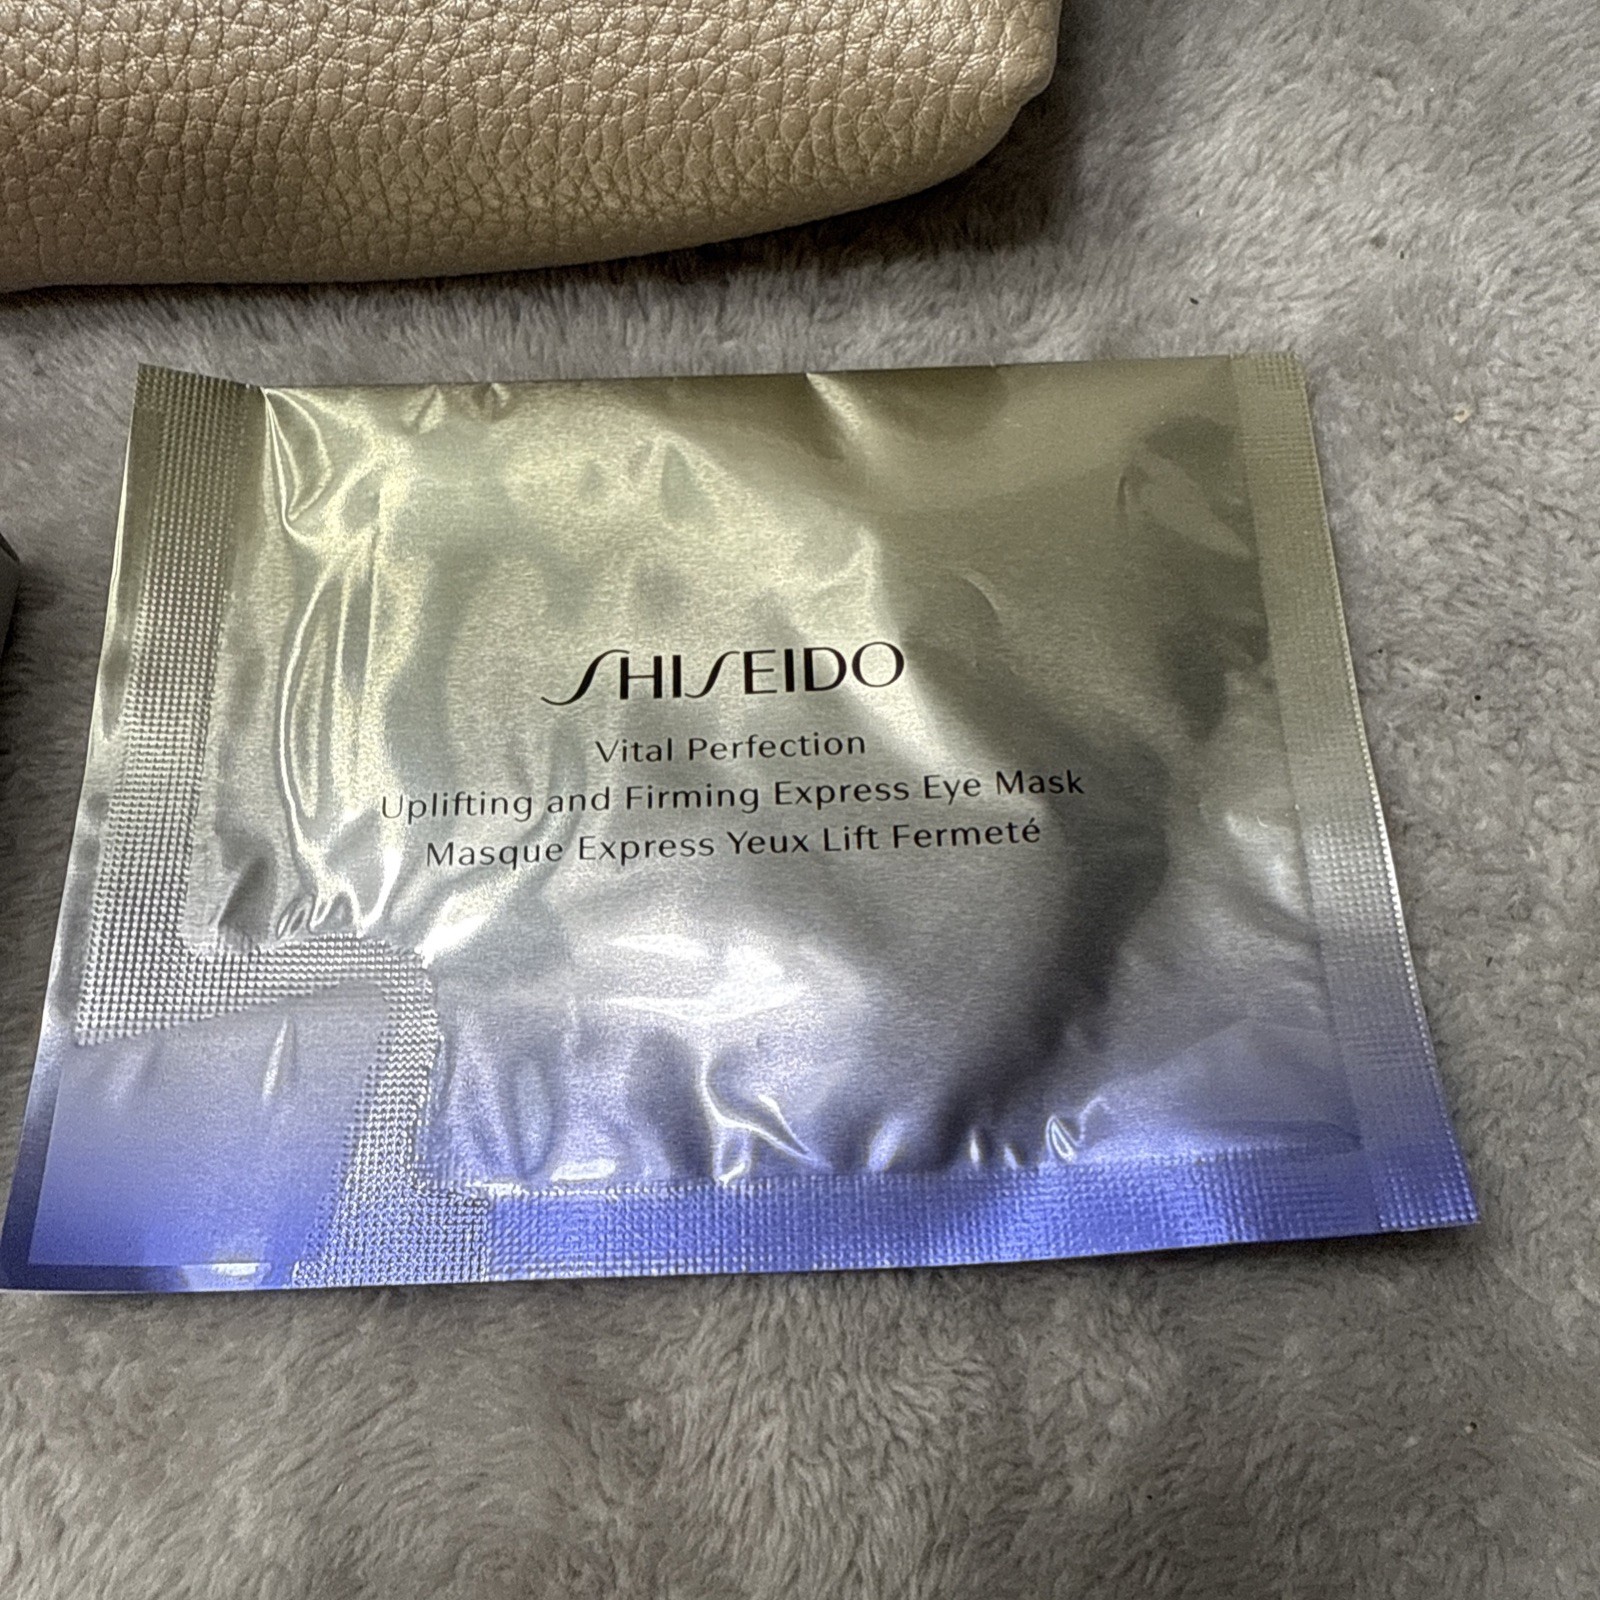 SHISEIDO
Vital Perfection
Uplifting and Firming Express Eye Mask
Masque Express Yeux Lift Fermeté